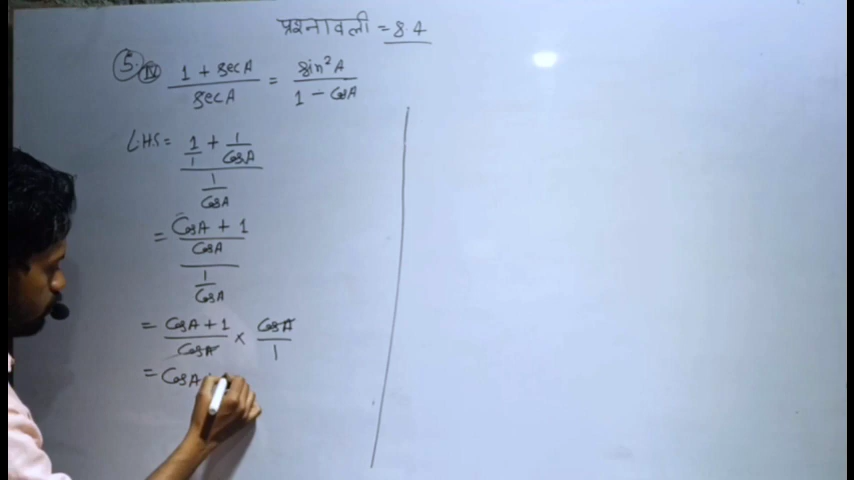 प्रश्नावली = 8.4
5. (iv) (1 + secA)/secA = sin²A/(1 - cosA)
L.H.S = (1/1 + 1/cosA)/(1/cosA)
= ((cosA + 1)/cosA)/(1/cosA)
= (cosA + 1)/cosA × cosA/1
= cosA